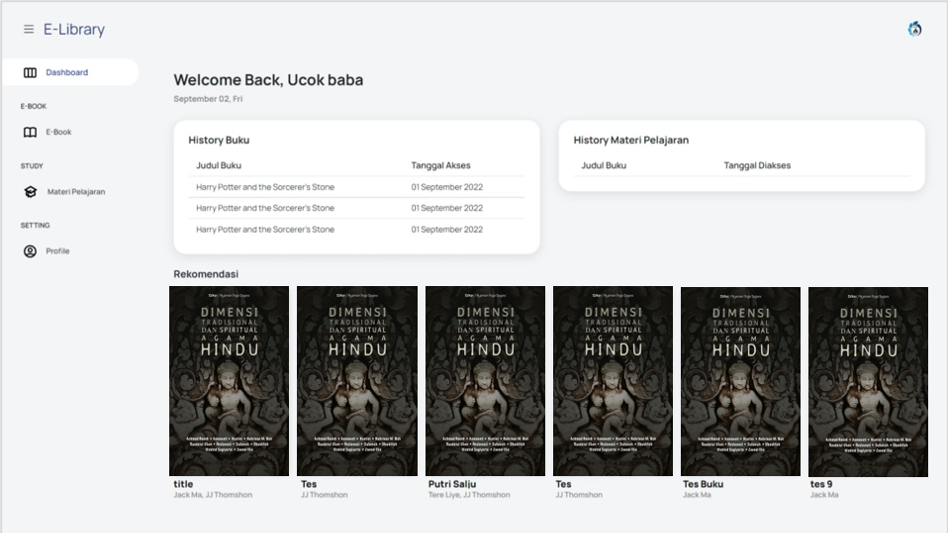 E-Library
Dashboard
E-BOOK
E-Book
STUDY
Materi Pelajaran
SETTING
Profile
Welcome Back, Ucok baba
September 02, Fri
History Buku
Judul Buku Tanggal Akses
Harry Potter and the Sorcerer's Stone 01 September 2022
Harry Potter and the Sorcerer's Stone 01 September 2022
Harry Potter and the Sorcerer's Stone 01 September 2022
History Materi Pelajaran
Judul Buku Tanggal Diakses
Rekomendasi
DIMENSI
TRADISIONAL
DAN SPIRITUAL
AGAMA
HINDU
title
Jack Ma, JJ Thomshon
DIMENSI
TRADISIONAL
DAN SPIRITUAL
AGAMA
HINDU
Tes
JJ Thomshon
DIMENSI
TRADISIONAL
DAN SPIRITUAL
AGAMA
HINDU
Putri Salju
Tere Liye, JJ Thomshon
DIMENSI
TRADISIONAL
DAN SPIRITUAL
AGAMA
HINDU
Tes
JJ Thomshon
DIMENSI
TRADISIONAL
DAN SPIRITUAL
AGAMA
HINDU
Tes Buku
Jack Ma
DIMENSI
TRADISIONAL
DAN SPIRITUAL
AGAMA
HINDU
tes 9
Jack Ma